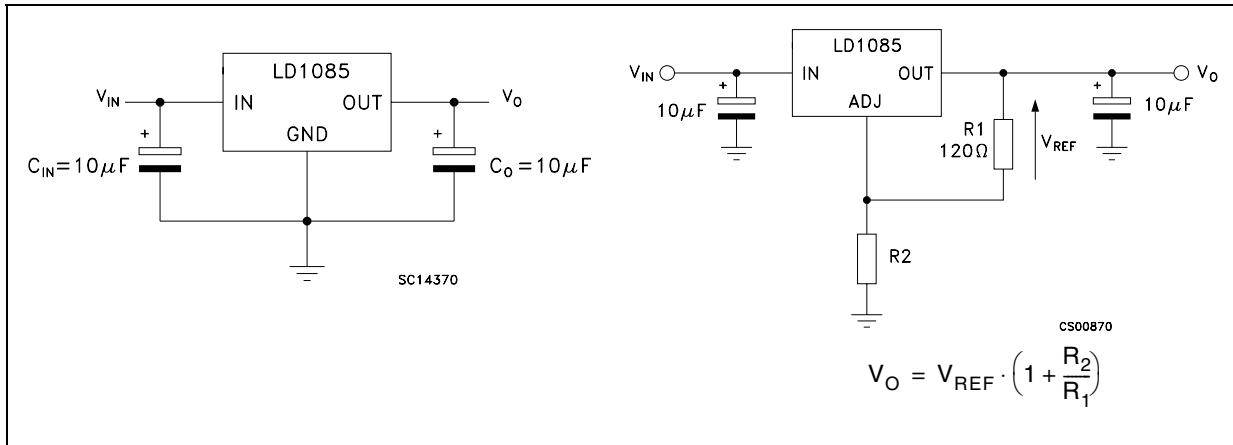 LD1085
V_IN
IN
OUT
V_O
GND
+
+
C_IN=10μF
C_O=10μF
SC14370
LD1085
V_IN
IN
OUT
V_O
ADJ
+
10μF
+
10μF
R1
120Ω
V_REF
R2
CS00870
V_O = V_REF · (1 + R_2/R_1)